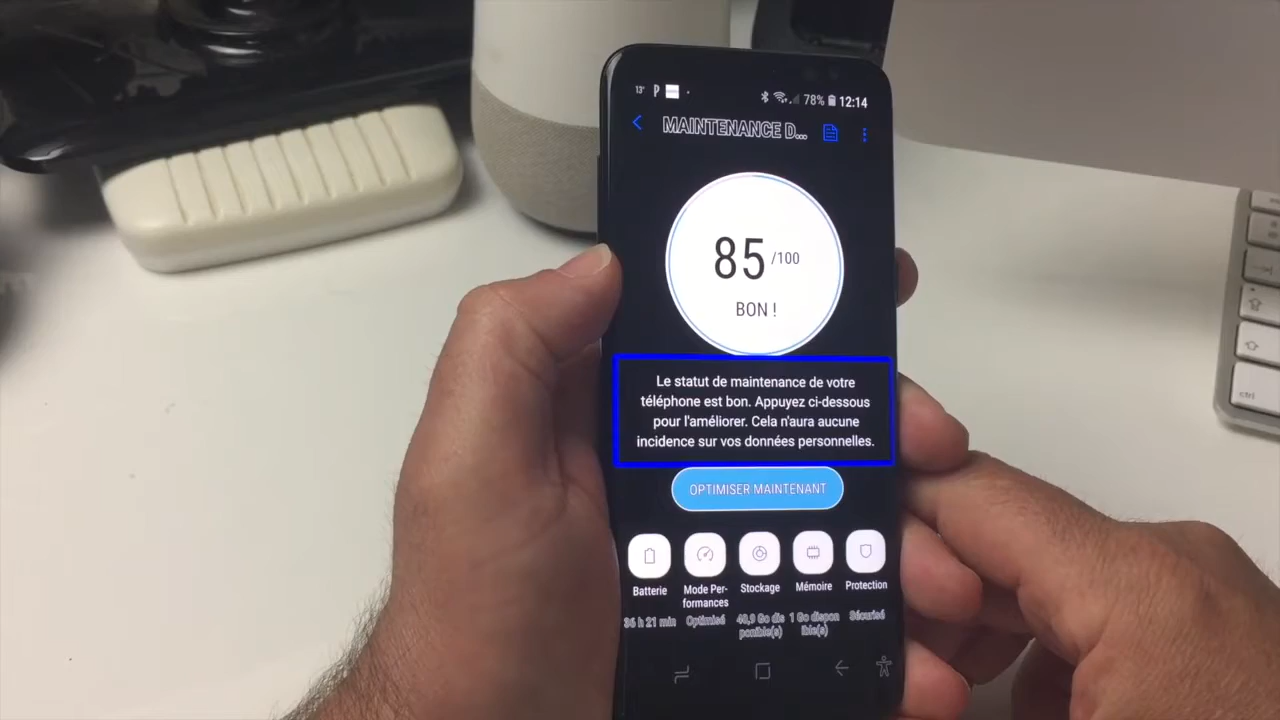 13° P
78% 12:14
MAINTENANCE D...
85 /100
BON !
Le statut de maintenance de votre
téléphone est bon. Appuyez ci-dessous
pour l'améliorer. Cela n'aura aucune
incidence sur vos données personnelles.
OPTIMISER MAINTENANT
Batterie
Mode Per-
formances
Stockage
Mémoire
Protection
36 h 21 min
Optimisé
40,9 Go dis
ponible(s)
1 Go dispon
ible(s)
Sécurisé
ctrl